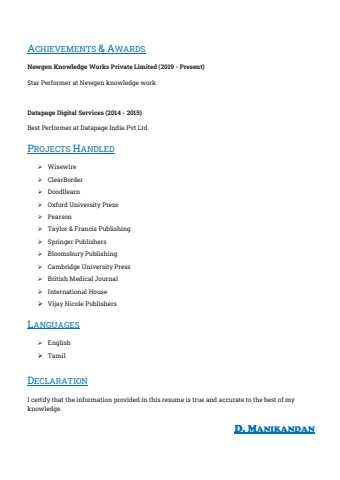 ACHIEVEMENTS & AWARDS
Newgen Knowledge Works Private Limited (2019 - Present)
Star Performer at Newgen knowledge work
Datapage Digital Services (2014 - 2015)
Best Performer at Datapage India Pvt Ltd.
PROJECTS HANDLED
➢ Wisewire
➢ ClearBorder
➢ Doodllearn
➢ Oxford University Press
➢ Pearson
➢ Taylor & Francis Publishing
➢ Springer Publishers
➢ Bloomsbury Publishing
➢ Cambridge University Press
➢ British Medical Journal
➢ International House
➢ Vijay Nicole Publishers
LANGUAGES
➢ English
➢ Tamil
DECLARATION
I certify that the information provided in this resume is true and accurate to the best of my
knowledge.
D. MANIKANDAN